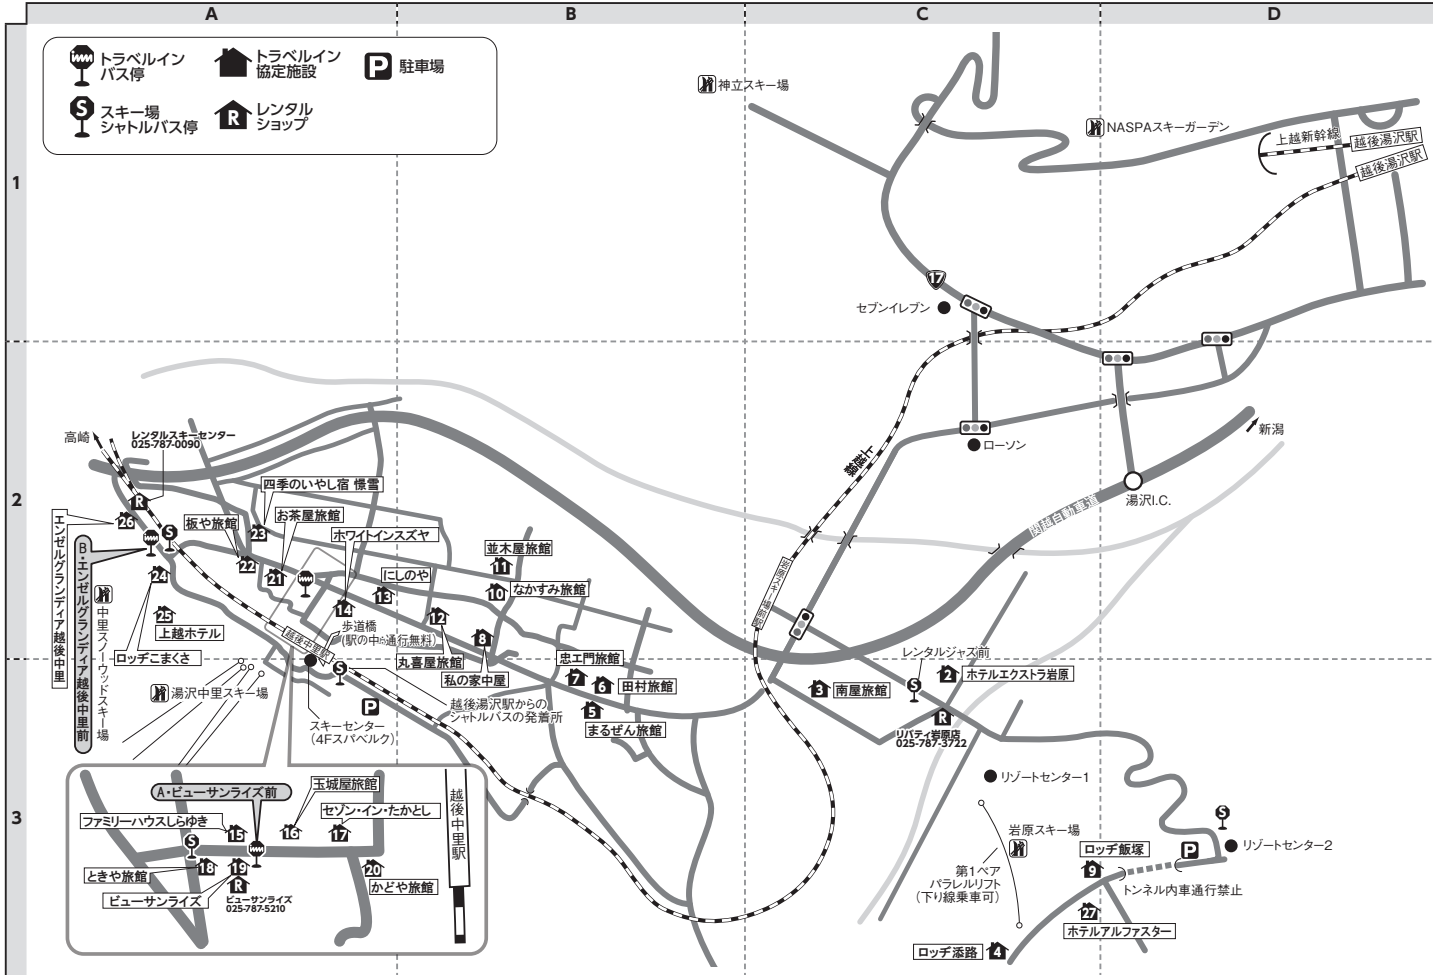 A
B
C
D
1
2
3
トラベルイン
バス停
トラベルイン
協定施設
P
駐車場
S
スキー場
シャトルバス停
R
レンタル
ショップ
神立スキー場
NASPAスキーガーデン
上越新幹線
越後湯沢駅
越後湯沢駅
17
セブンイレブン
ローソン
上越線
新潟
湯沢I.C.
関越自動車道
岩原スキー場前駅
高崎
レンタルスキーセンター
025-787-0090
R
四季のいやし宿 憬雪
お茶屋旅館
板や旅館
ホワイトインスズヤ
26
23
S
22
21
エンゼルグランディア越後中里
B・エンゼルグランディア越後中里前
24
25
上越ホテル
ロッヂこまくさ
中里スノーウッドスキー場
湯沢中里スキー場
にしのや
14
13
並木屋旅館
11
10
なかすみ旅館
12
8
越後中里駅
歩道橋
(駅の中通行無料)
丸喜屋旅館
私の家中屋
S
P
スキーセンター
(4Fスパベルク)
越後湯沢駅からの
シャトルバスの発着所
忠エ門旅館
7
6
田村旅館
5
まるぜん旅館
3
南屋旅館
レンタルジャズ前
S
2
ホテルエクストラ岩原
R
リバティ岩原店
025-787-3722
リゾートセンター1
岩原スキー場
第1ペア
パラレルリフト
(下り線乗車可)
ロッヂ飯塚
9
P
S
リゾートセンター2
トンネル内車通行禁止
27
ホテルアルファスター
ロッヂ添路
4
A・ビューサンライズ前
玉城屋旅館
セゾン・イン・たかとし
ファミリーハウスしらゆき
15
16
17
S
18
19
20
ときや旅館
ビューサンライズ
R
ビューサンライズ
025-787-5210
かどや旅館
越後中里駅